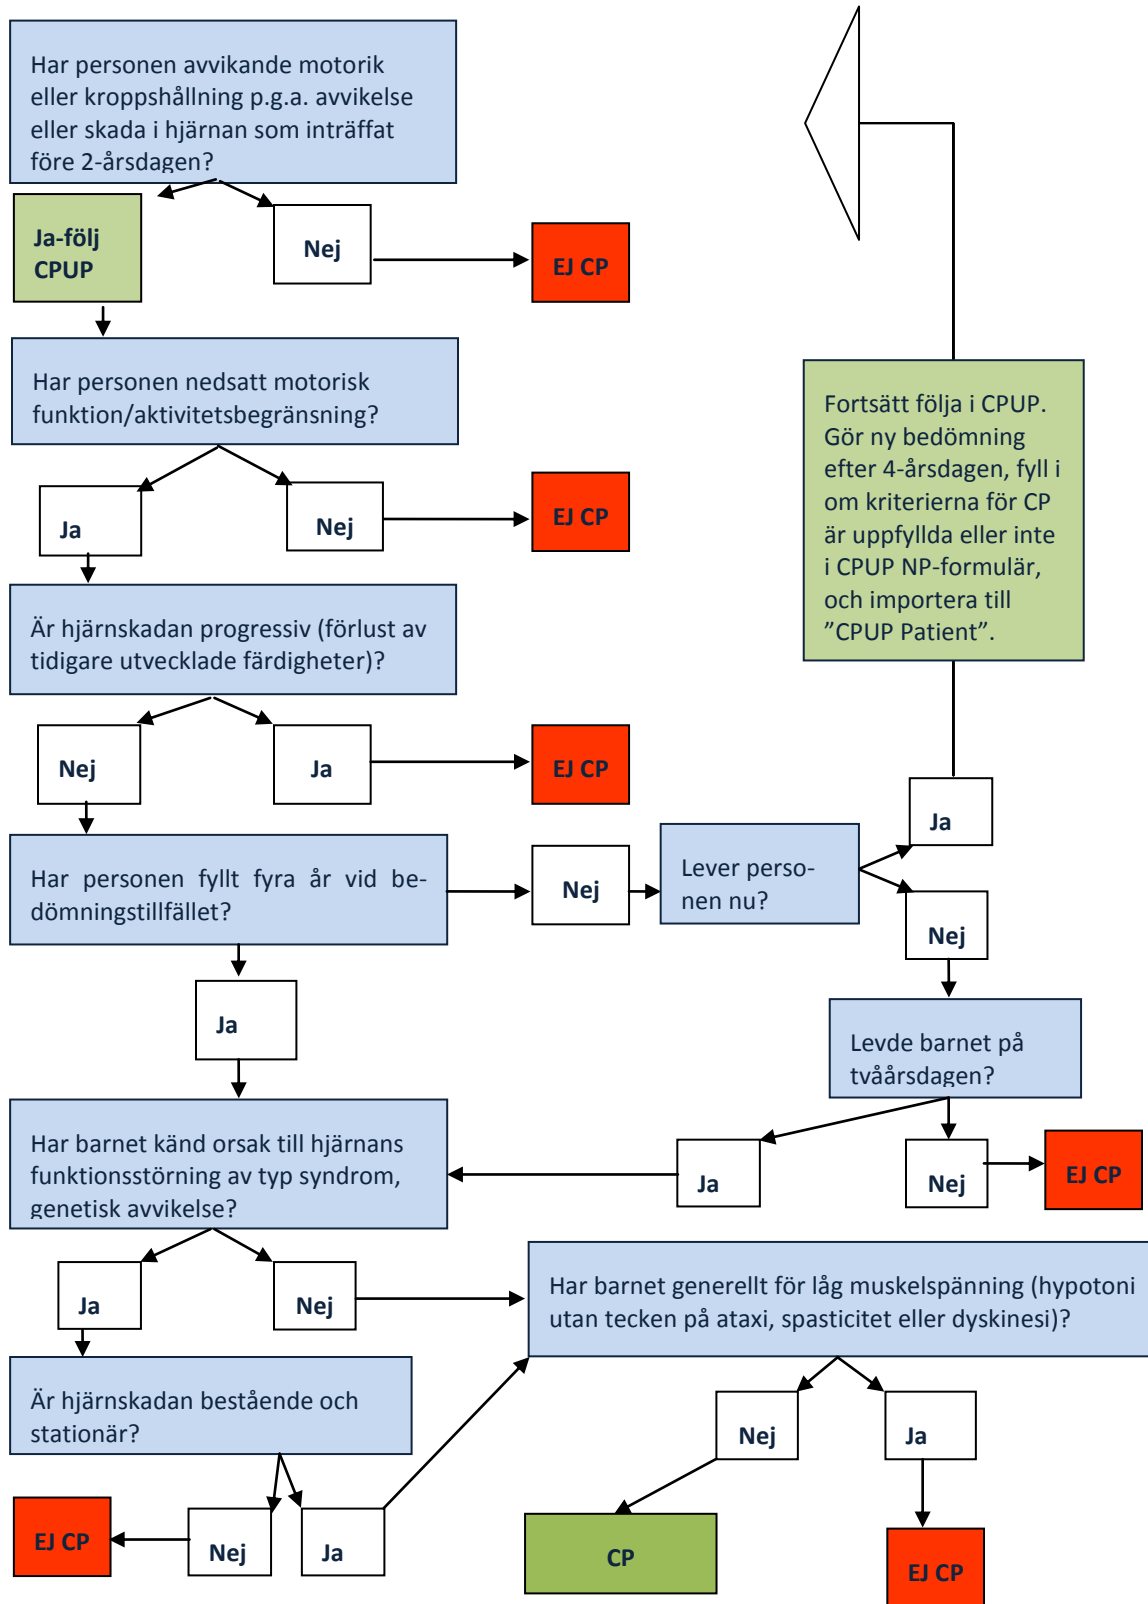 Har personen avvikande motorik
eller kroppshållning p.g.a. avvikelse
eller skada i hjärnan som inträffat
före 2-årsdagen?
Ja-följ
CPUP
Nej
EJ CP
Har personen nedsatt motorisk
funktion/aktivitetsbegränsning?
Ja
Nej
EJ CP
Är hjärnskadan progressiv (förlust av
tidigare utvecklade färdigheter)?
Nej
Ja
EJ CP
Har personen fyllt fyra år vid be-
dömningstillfället?
Nej
Lever perso-
nen nu?
Ja
Fortsätt följa i CPUP.
Gör ny bedömning
efter 4-årsdagen, fyll i
om kriterierna för CP
är uppfyllda eller inte
i CPUP NP-formulär,
och importera till
”CPUP Patient”.
Nej
Levde barnet på
tvåårsdagen?
Ja
Nej
EJ CP
Ja
Har barnet känd orsak till hjärnans
funktionsstörning av typ syndrom,
genetisk avvikelse?
Ja
Nej
Har barnet generellt för låg muskelspänning (hypotoni
utan tecken på ataxi, spasticitet eller dyskinesi)?
Är hjärnskadan bestående och
stationär?
EJ CP
Nej
Ja
Nej
Ja
CP
EJ CP